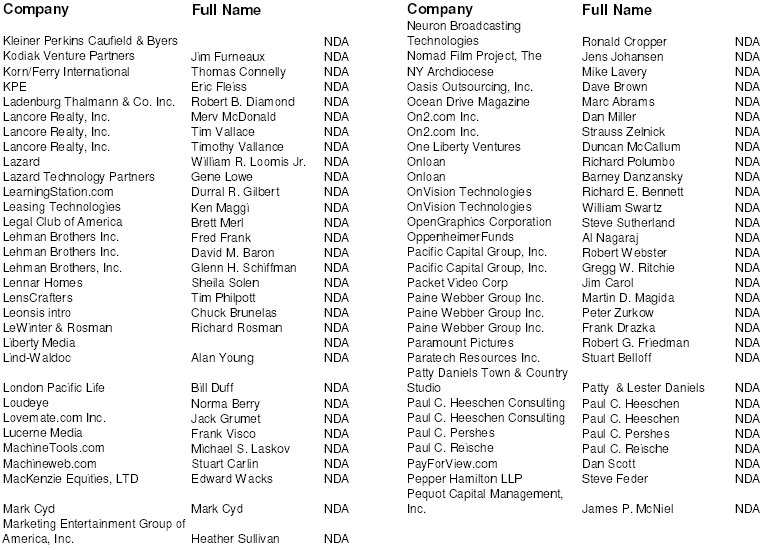 Company Full Name
Kleiner Perkins Caufield & Byers NDA
Kodiak Venture Partners Jim Furneaux NDA
Korn/Ferry International Thomas Connelly NDA
KPE Eric Fleiss NDA
Ladenburg Thalmann & Co. Inc. Robert B. Diamond NDA
Lancore Realty, Inc. Merv McDonald NDA
Lancore Realty, Inc. Tim Vallace NDA
Lancore Realty, Inc. Timothy Vallance NDA
Lazard William R. Loomis Jr. NDA
Lazard Technology Partners Gene Lowe NDA
LearningStation.com Durral R. Gilbert NDA
Leasing Technologies Ken Maggi NDA
Legal Club of America Brett Merl NDA
Lehman Brothers Inc. Fred Frank NDA
Lehman Brothers Inc. David M. Baron NDA
Lehman Brothers, Inc. Glenn H. Schiffman NDA
Lennar Homes Sheila Solen NDA
LensCrafters Tim Philpott NDA
Leonsis intro Chuck Brunelas NDA
LeWinter & Rosman Richard Rosman NDA
Liberty Media NDA
Lind-Waldoc Alan Young NDA
London Pacific Life Bill Duff NDA
Loudeye Norma Berry NDA
Lovemate.com Inc. Jack Grumet NDA
Lucerne Media Frank Visco NDA
MachineTools.com Michael S. Laskov NDA
Machineweb.com Stuart Carlin NDA
MacKenzie Equities, LTD Edward Wacks NDA
Mark Cyd Mark Cyd NDA
Marketing Entertainment Group of
America, Inc. Heather Sullivan NDA
Company Full Name
Neuron Broadcasting
Technologies Ronald Cropper NDA
Nomad Film Project, The Jens Johansen NDA
NY Archdiocese Mike Lavery NDA
Oasis Outsourcing, Inc. Dave Brown NDA
Ocean Drive Magazine Marc Abrams NDA
On2.com Inc. Dan Miller NDA
On2.com Inc. Strauss Zelnick NDA
One Liberty Ventures Duncan McCallum NDA
Onloan Richard Polumbo NDA
Onloan Barney Danzansky NDA
OnVision Technologies Richard E. Bennett NDA
OnVision Technologies William Swartz NDA
OpenGraphics Corporation Steve Sutherland NDA
OppenheimerFunds Al Nagaraj NDA
Pacific Capital Group, Inc. Robert Webster NDA
Pacific Capital Group, Inc. Gregg W. Ritchie NDA
Packet Video Corp Jim Carol NDA
Paine Webber Group Inc. Martin D. Magida NDA
Paine Webber Group Inc. Peter Zurkow NDA
Paine Webber Group Inc. Frank Drazka NDA
Paramount Pictures Robert G. Friedman NDA
Paratech Resources Inc. Stuart Belloff NDA
Patty Daniels Town & Country
Studio Patty & Lester Daniels NDA
Paul C. Heeschen Consulting Paul C. Heeschen NDA
Paul C. Heeschen Consulting Paul C. Heeschen NDA
Paul C. Pershes Paul C. Pershes NDA
Paul C. Reische Paul C. Reische NDA
PayForView.com Dan Scott NDA
Pepper Hamilton LLP Steve Feder NDA
Pequot Capital Management,
Inc. James P. McNiel NDA